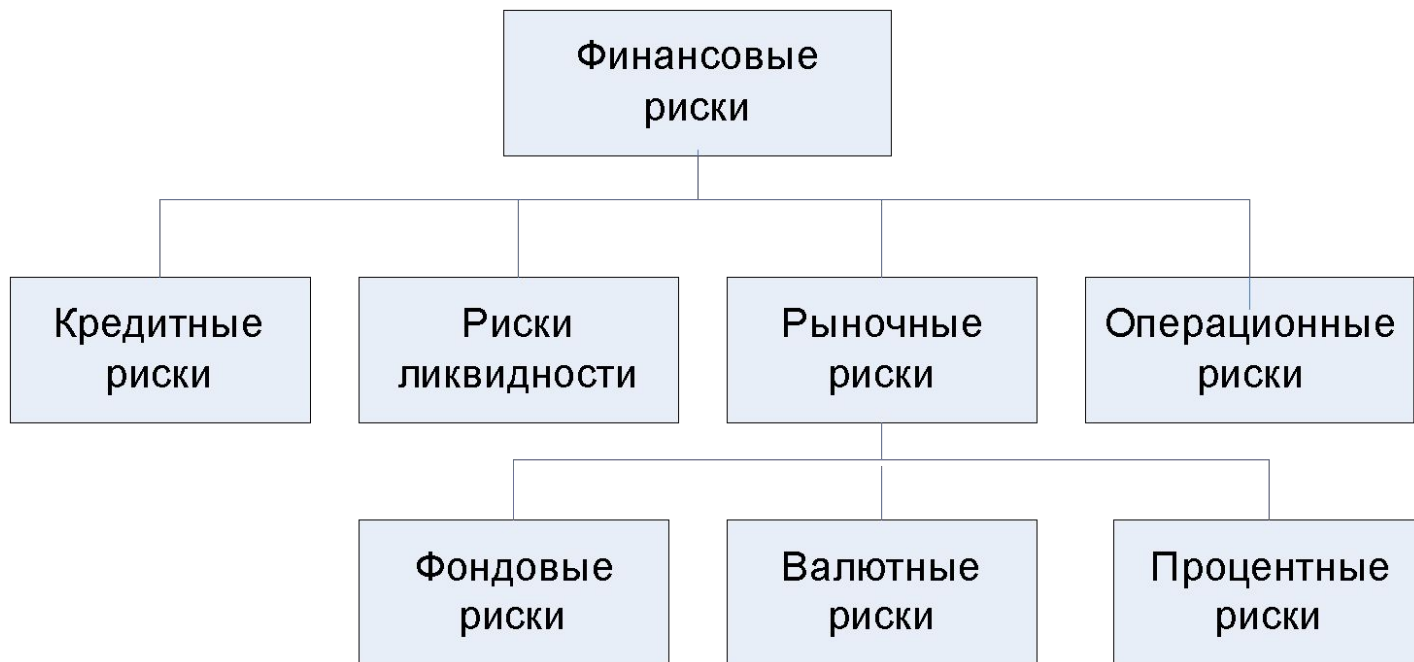 Финансовые
риски
Кредитные
риски
Риски
ликвидности
Рыночные
риски
Операционные
риски
Фондовые
риски
Валютные
риски
Процентные
риски